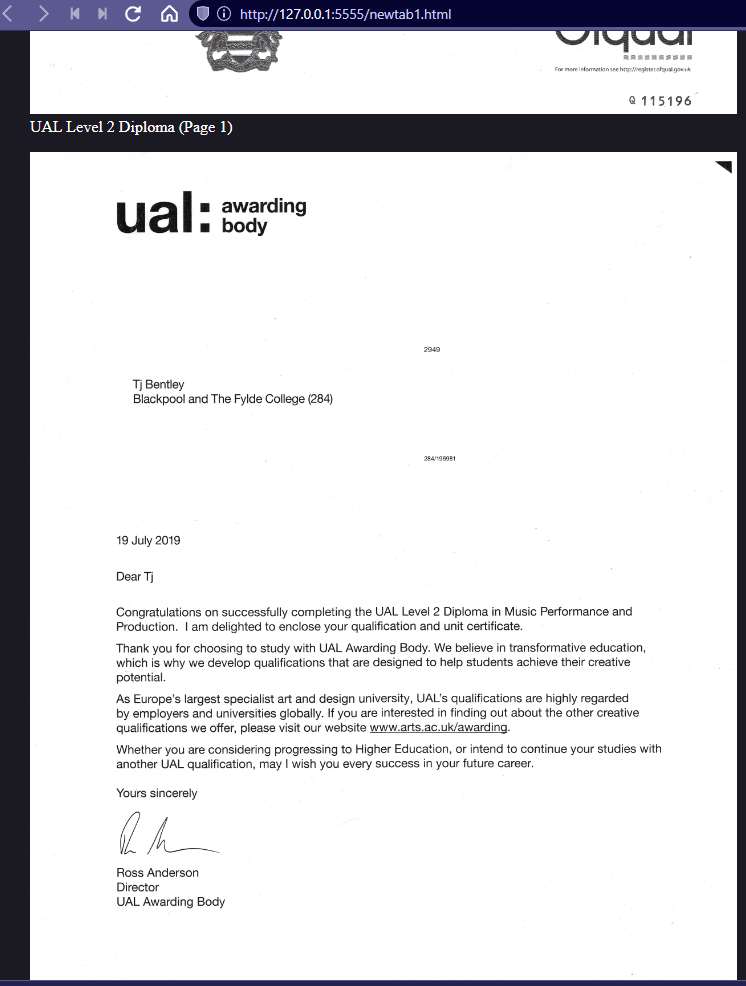 http://127.0.0.1:5555/newtab1.html
Ofqual
For more information see http://register.ofqual.gov.uk
Q 115196
UAL Level 2 Diploma (Page 1)
ual: awarding
body
2949
Tj Bentley
Blackpool and The Fylde College (284)
284/196981
19 July 2019
Dear Tj
Congratulations on successfully completing the UAL Level 2 Diploma in Music Performance and
Production. I am delighted to enclose your qualification and unit certificate.
Thank you for choosing to study with UAL Awarding Body. We believe in transformative education,
which is why we develop qualifications that are designed to help students achieve their creative
potential.
As Europe's largest specialist art and design university, UAL's qualifications are highly regarded
by employers and universities globally. If you are interested in finding out about the other creative
qualifications we offer, please visit our website www.arts.ac.uk/awarding.
Whether you are considering progressing to Higher Education, or intend to continue your studies with
another UAL qualification, may I wish you every success in your future career.
Yours sincerely
Ross Anderson
Director
UAL Awarding Body